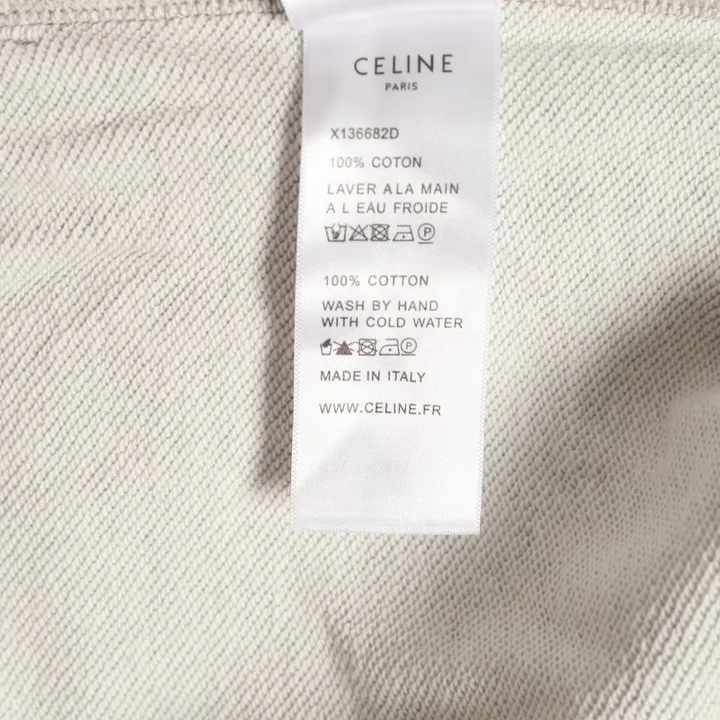 CELINE
PARIS
X136682D
100% COTON
LAVER A LA MAIN
A L EAU FROIDE
P
100% COTTON
WASH BY HAND
WITH COLD WATER
P
MADE IN ITALY
WWW.CELINE.FR